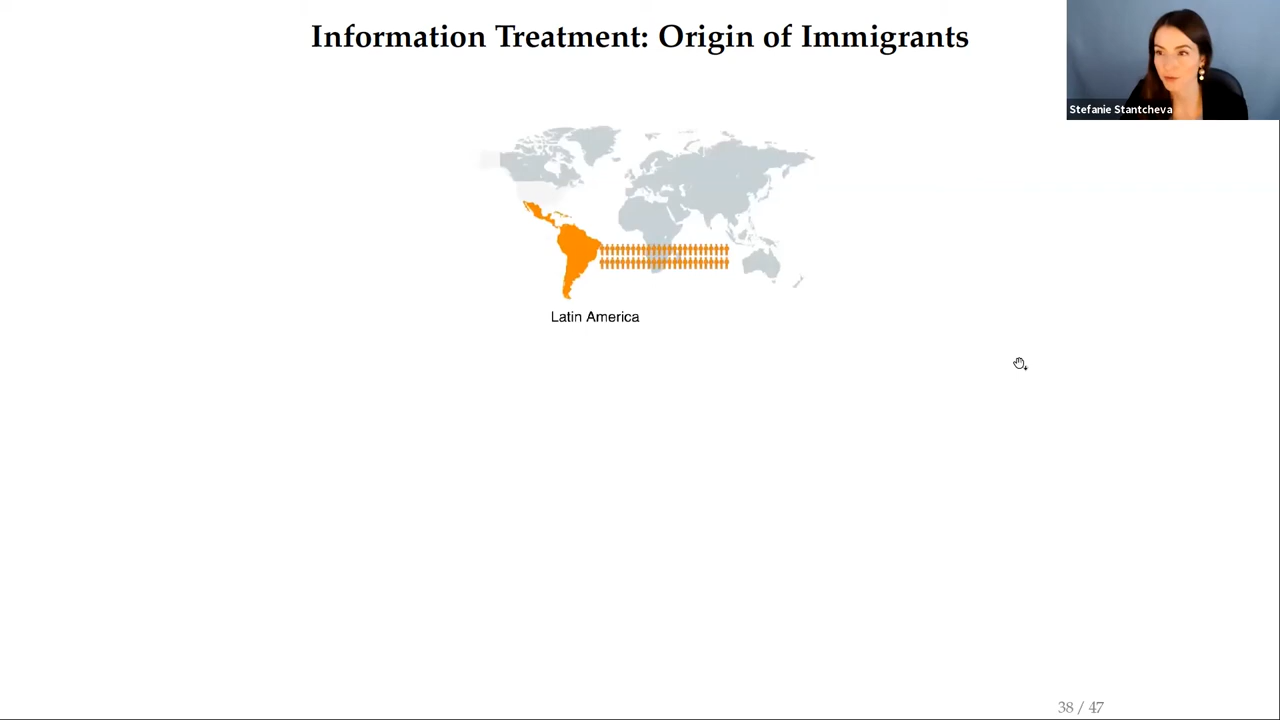 Information Treatment: Origin of Immigrants
Stefanie Stantcheva
Latin America
38 / 47